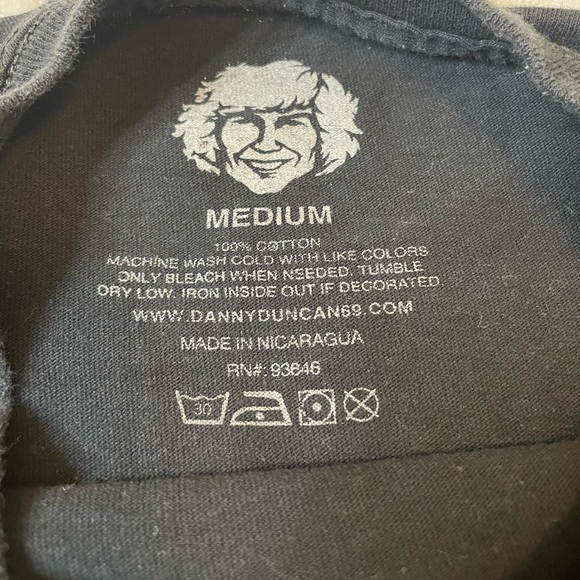 MEDIUM
100% COTTON
MACHINE WASH COLD WITH LIKE COLORS
ONLY BLEACH WHEN NEEDED. TUMBLE
DRY LOW. IRON INSIDE OUT IF DECORATED.
WWW.DANNYDUNCAN69.COM
MADE IN NICARAGUA
RN#: 93846
30